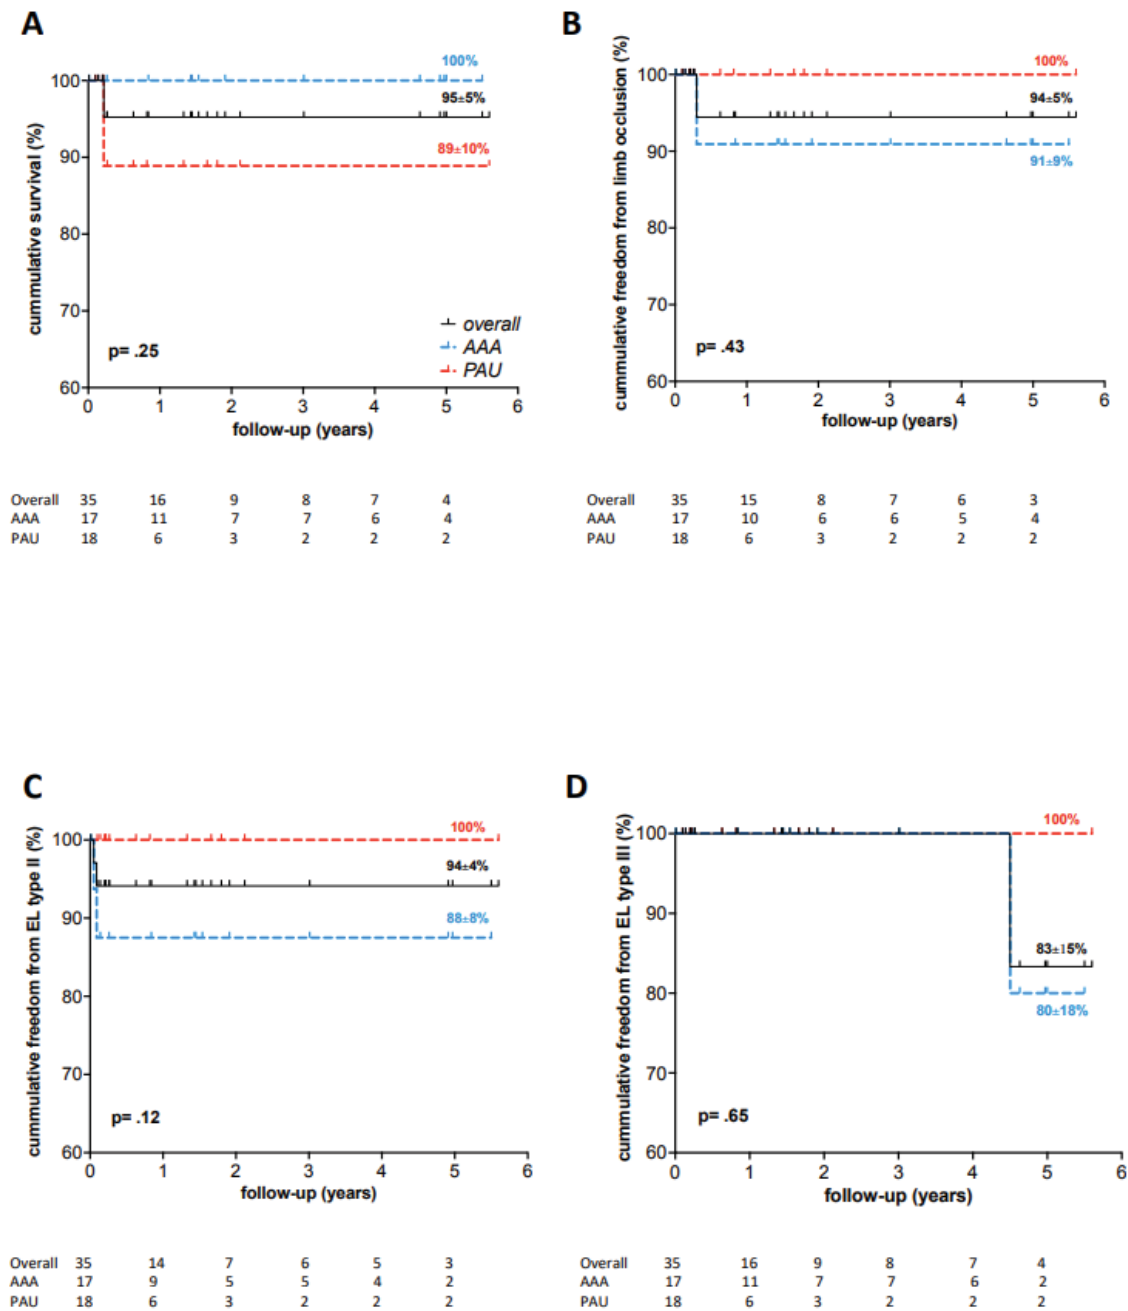 A
cummulative survival (%)
100
90
80
70
60
100%
95±5%
89±10%
p= .25
overall
AAA
PAU
0 1 2 3 4 5 6
follow-up (years)
Overall 35 16 9 8 7 4
AAA 17 11 7 7 6 4
PAU 18 6 3 2 2 2
B
cummulative freedom from limb occlusion (%)
100
90
80
70
60
100%
94±5%
91±9%
p= .43
0 1 2 3 4 5 6
follow-up (years)
Overall 35 15 8 7 6 3
AAA 17 10 6 6 5 4
PAU 18 6 3 2 2 2
C
cummulative freedom from EL type II (%)
100
90
80
70
60
100%
94±4%
88±8%
p= .12
0 1 2 3 4 5 6
follow-up (years)
Overall 35 14 7 6 5 3
AAA 17 9 5 5 4 2
PAU 18 6 3 2 2 2
D
cummulative freedom from EL type III (%)
100
90
80
70
60
100%
83±15%
80±18%
p= .65
0 1 2 3 4 5 6
follow-up (years)
Overall 35 16 9 8 7 4
AAA 17 11 7 7 6 2
PAU 18 6 3 2 2 2